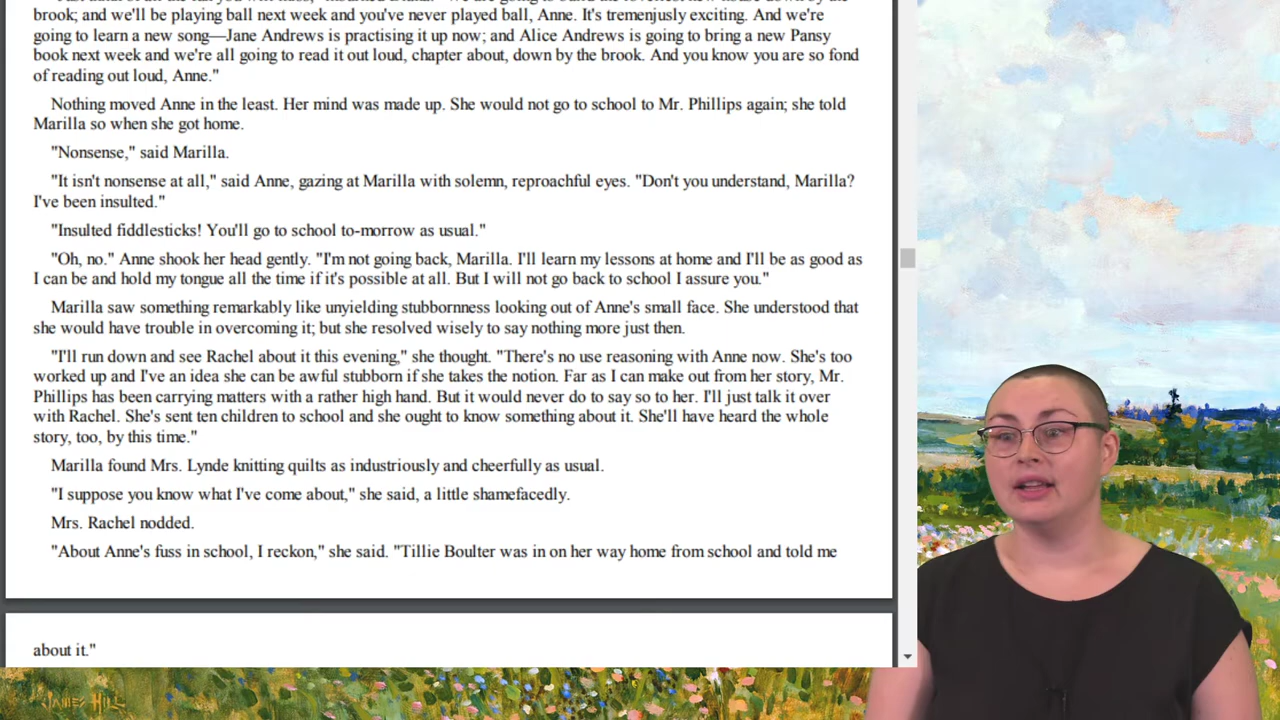 brook; and we'll be playing ball next week and you've never played ball, Anne. It's tremenjusly exciting. And we're
going to learn a new song—Jane Andrews is practising it up now; and Alice Andrews is going to bring a new Pansy
book next week and we're all going to read it out loud, chapter about, down by the brook. And you know you are so fond
of reading out loud, Anne."
Nothing moved Anne in the least. Her mind was made up. She would not go to school to Mr. Phillips again; she told
Marilla so when she got home.
"Nonsense," said Marilla.
"It isn't nonsense at all," said Anne, gazing at Marilla with solemn, reproachful eyes. "Don't you understand, Marilla?
I've been insulted."
"Insulted fiddlesticks! You'll go to school to-morrow as usual."
"Oh, no." Anne shook her head gently. "I'm not going back, Marilla. I'll learn my lessons at home and I'll be as good as
I can be and hold my tongue all the time if it's possible at all. But I will not go back to school I assure you."
Marilla saw something remarkably like unyielding stubbornness looking out of Anne's small face. She understood that
she would have trouble in overcoming it; but she resolved wisely to say nothing more just then.
"I'll run down and see Rachel about it this evening," she thought. "There's no use reasoning with Anne now. She's too
worked up and I've an idea she can be awful stubborn if she takes the notion. Far as I can make out from her story, Mr.
Phillips has been carrying matters with a rather high hand. But it would never do to say so to her. I'll just talk it over
with Rachel. She's sent ten children to school and she ought to know something about it. She'll have heard the whole
story, too, by this time."
Marilla found Mrs. Lynde knitting quilts as industriously and cheerfully as usual.
"I suppose you know what I've come about," she said, a little shamefacedly.
Mrs. Rachel nodded.
"About Anne's fuss in school, I reckon," she said. "Tillie Boulter was in on her way home from school and told me
about it."
JAMES HILL